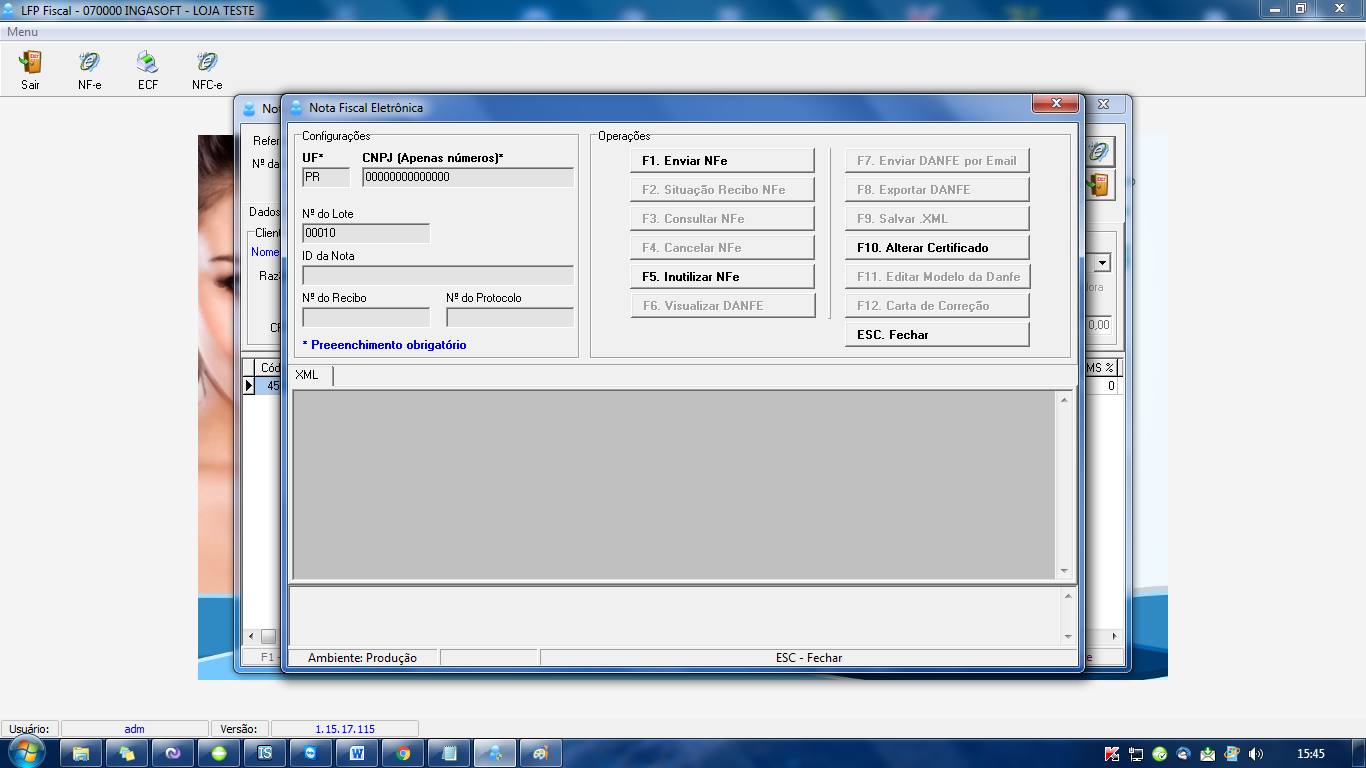 LFP Fiscal - 070000 INGASOFT - LOJA TESTE
Menu
Sair NF-e ECF NFC-e
Nota Fiscal Eletrônica
Configurações
UF* CNPJ (Apenas números)*
PR 00000000000000
Nº do Lote
00010
ID da Nota
Nº do Recibo Nº do Protocolo
* Preeenchimento obrigatório
Operações
F1. Enviar NFe
F2. Situação Recibo NFe
F3. Consultar NFe
F4. Cancelar NFe
F5. Inutilizar NFe
F6. Visualizar DANFE
F7. Enviar DANFE por Email
F8. Exportar DANFE
F9. Salvar .XML
F10. Alterar Certificado
F11. Editar Modelo da Danfe
F12. Carta de Correção
ESC. Fechar
XML
Ambiente: Produção
ESC - Fechar
Not
Refer
Nº da
Dados
Client
Nome
Razã
CP
Cód
45
F1 -
dora
0,00
MS %
0
e
Usuário: adm Versão: 1.15.17.115
15:45